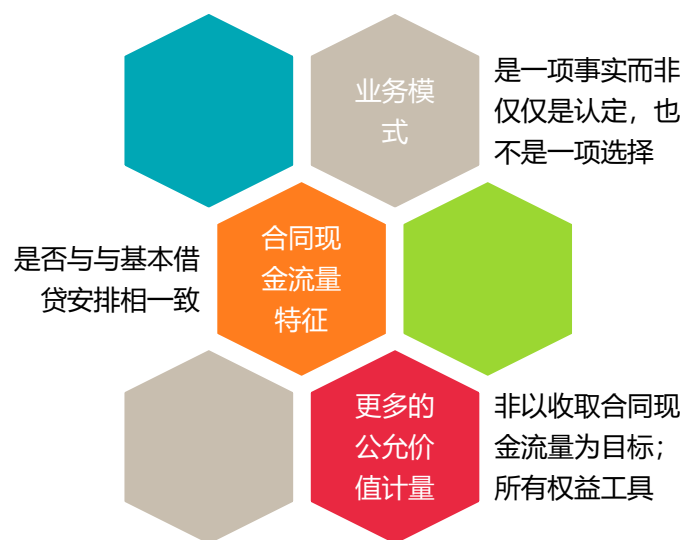 业务模
式
是一项事实而非
仅仅是认定，也
不是一项选择
是否与与基本借
贷安排相一致
合同现
金流量
特征
更多的
公允价
值计量
非以收取合同现
金流量为目标；
所有权益工具